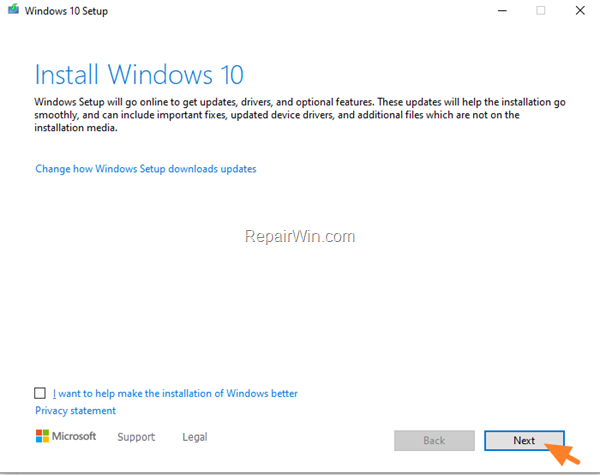 Windows 10 Setup
Install Windows 10
Windows Setup will go online to get updates, drivers, and optional features. These updates will help the installation go
smoothly, and can include important fixes, updated device drivers, and additional files which are not on the
installation media.
Change how Windows Setup downloads updates
RepairWin.com
I want to help make the installation of Windows better
Privacy statement
Microsoft Support Legal Back Next